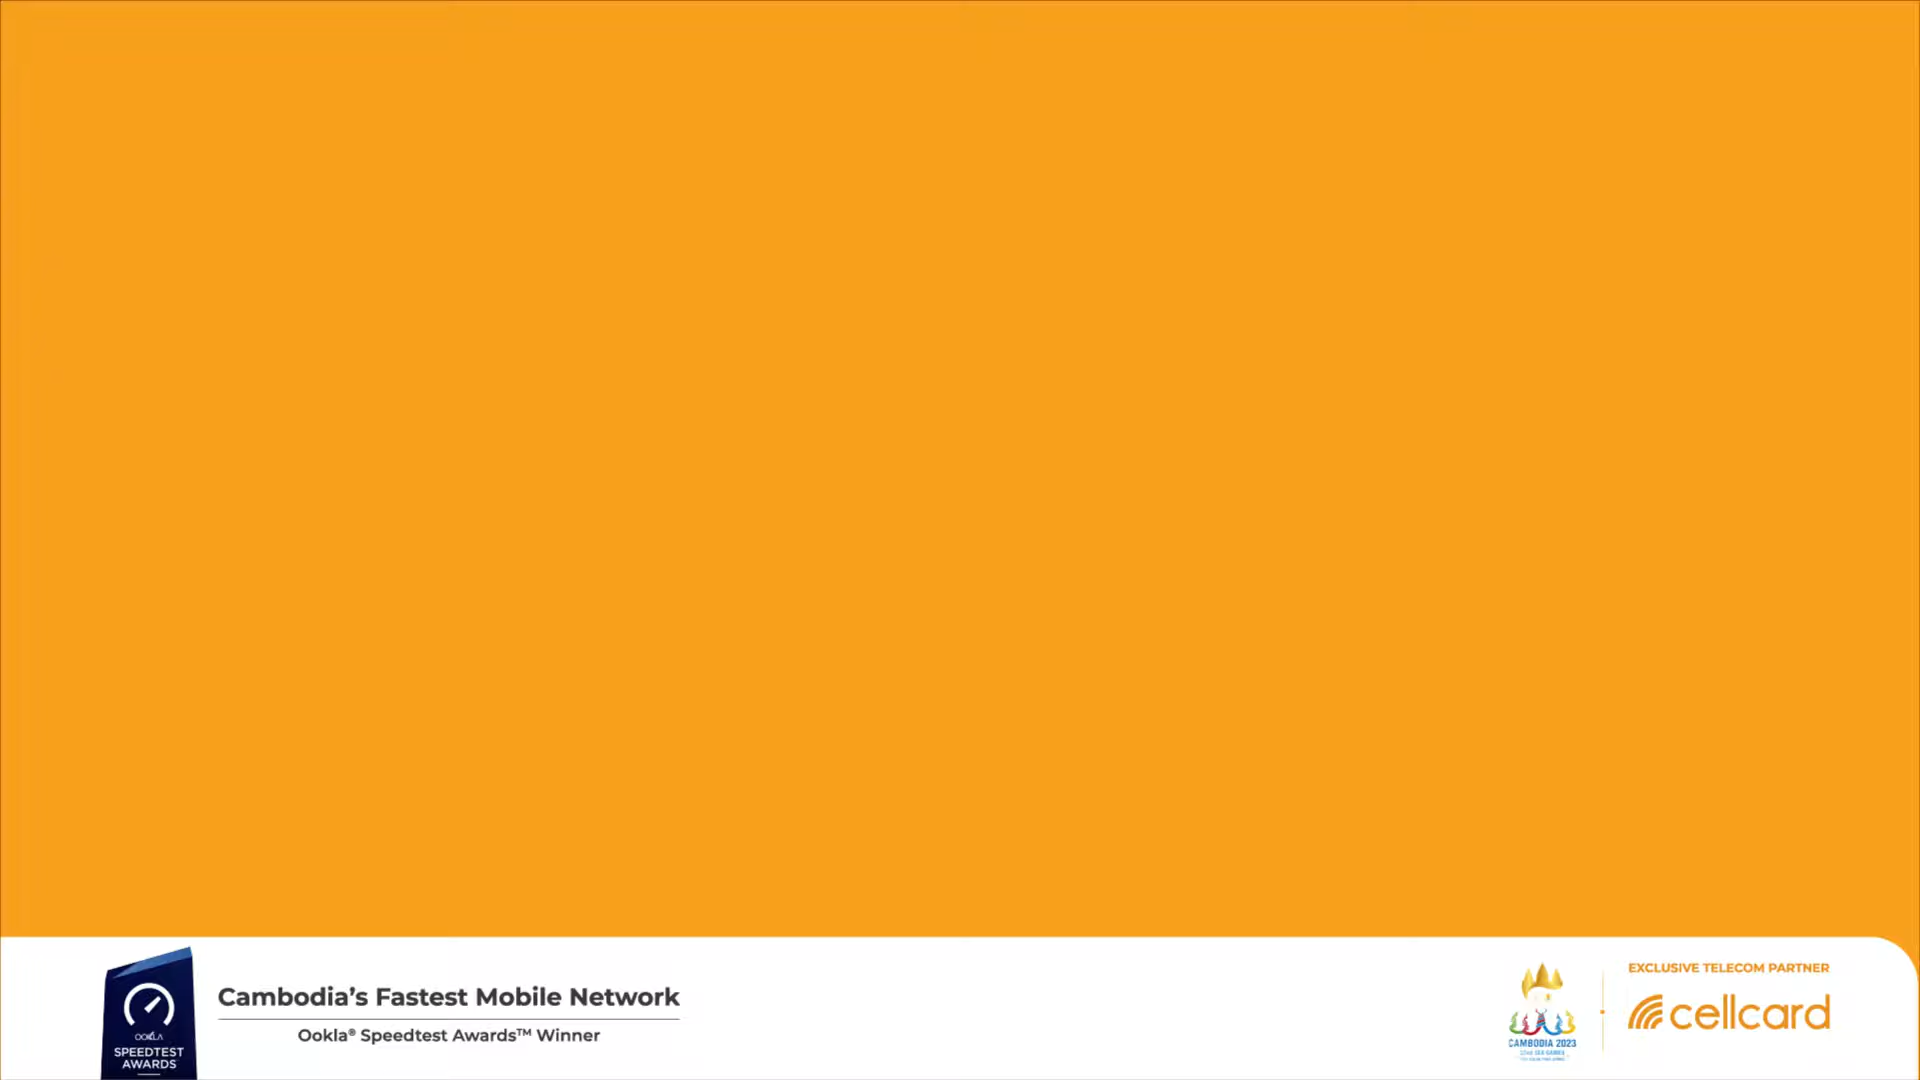 OOKLA
SPEEDTEST
AWARDS
Cambodia's Fastest Mobile Network
Ookla® Speedtest Awards™ Winner
CAMBODIA 2023
EXCLUSIVE TELECOM PARTNER
cellcard